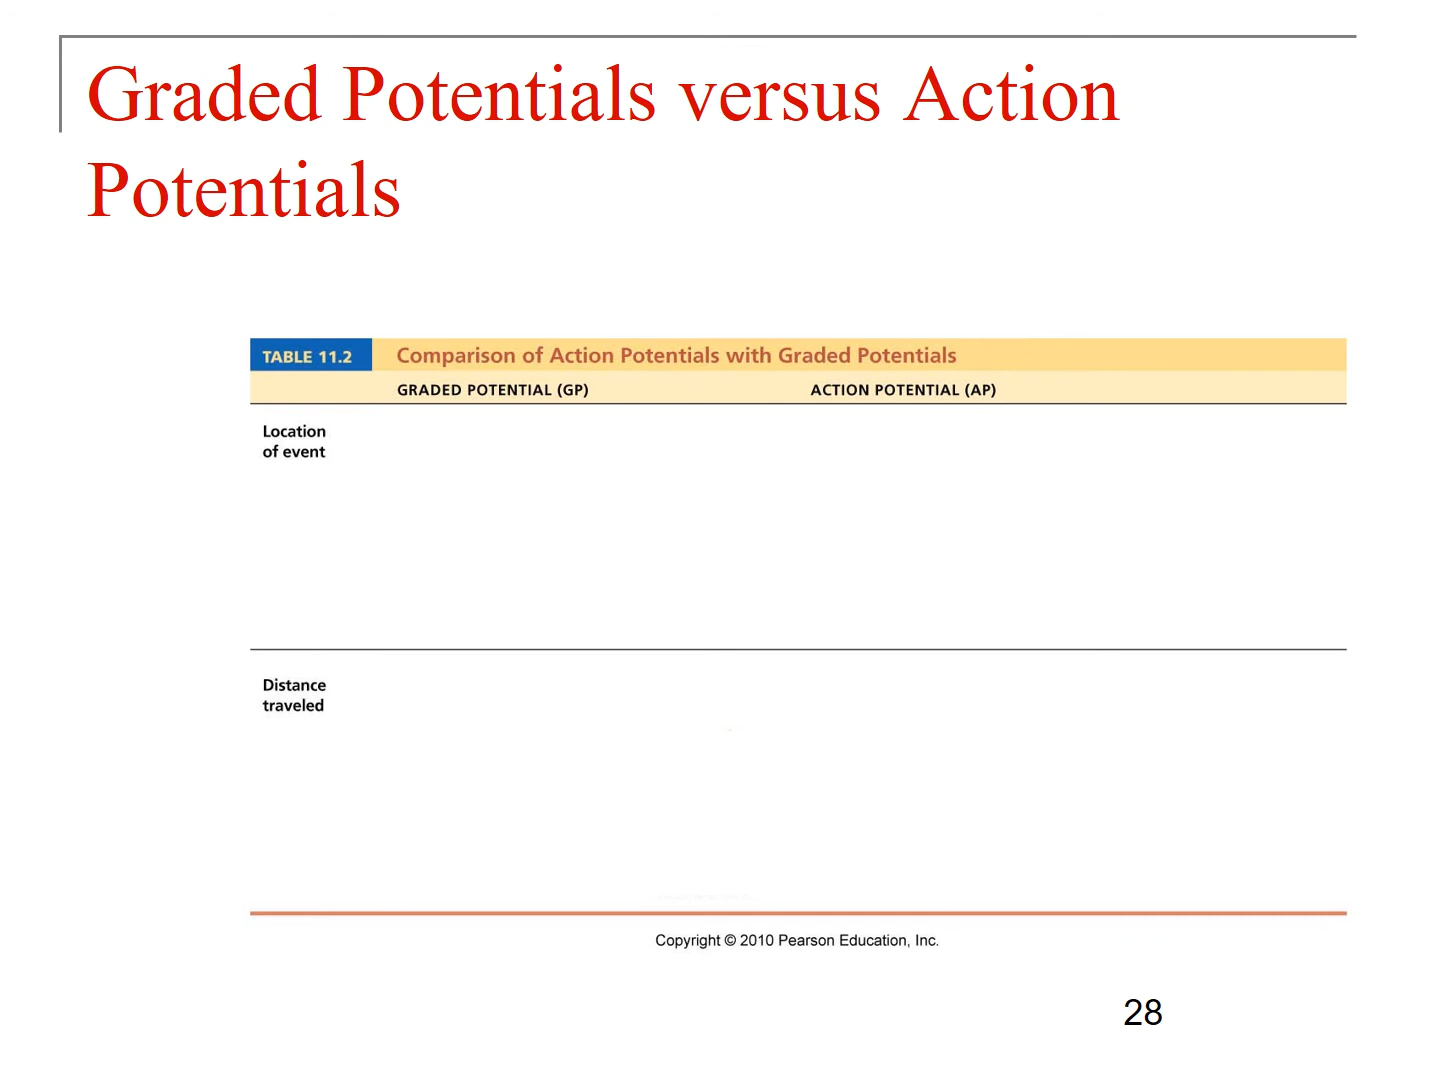 Graded Potentials versus Action
Potentials
TABLE 11.2 Comparison of Action Potentials with Graded Potentials
GRADED POTENTIAL (GP) ACTION POTENTIAL (AP)
Location
of event
Distance
traveled
Copyright © 2010 Pearson Education, Inc.
28